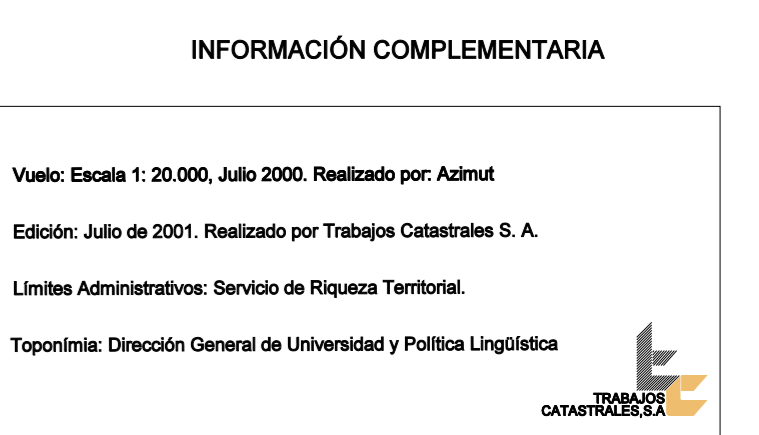 INFORMACIÓN COMPLEMENTARIA
Vuelo: Escala 1: 20.000, Julio 2000. Realizado por: Azimut
Edición: Julio de 2001. Realizado por Trabajos Catastrales S. A.
Límites Administrativos: Servicio de Riqueza Territorial.
Toponímia: Dirección General de Universidad y Política Lingüística
TRABAJOS
CATASTRALES,S.A